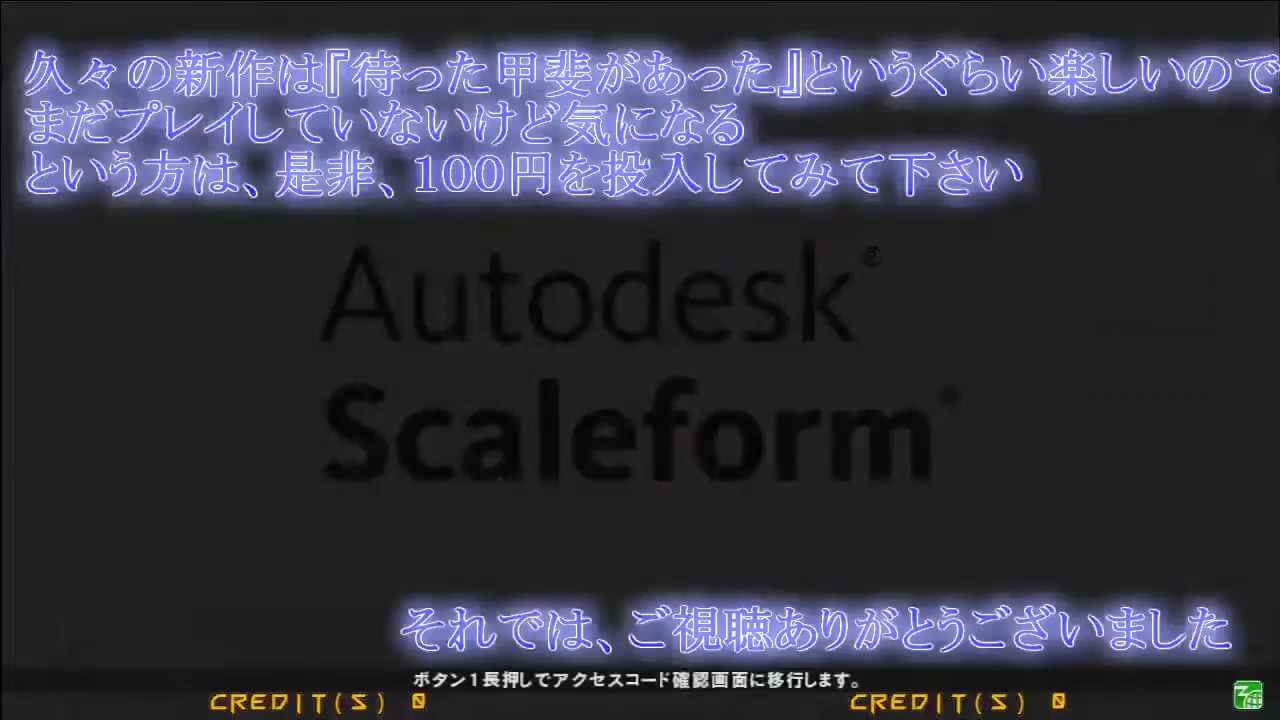 久々の新作は『待った甲斐があった』というぐらい楽しいので
まだプレイしていないけど気になる
という方は、是非、100円を投入してみて下さい
Autodesk®
Scaleform®
それでは、ご視聴ありがとうございました
ボタン1長押しでアクセスコード確認画面に移行します。
CREDIT(S) 0
CREDIT(S) 0